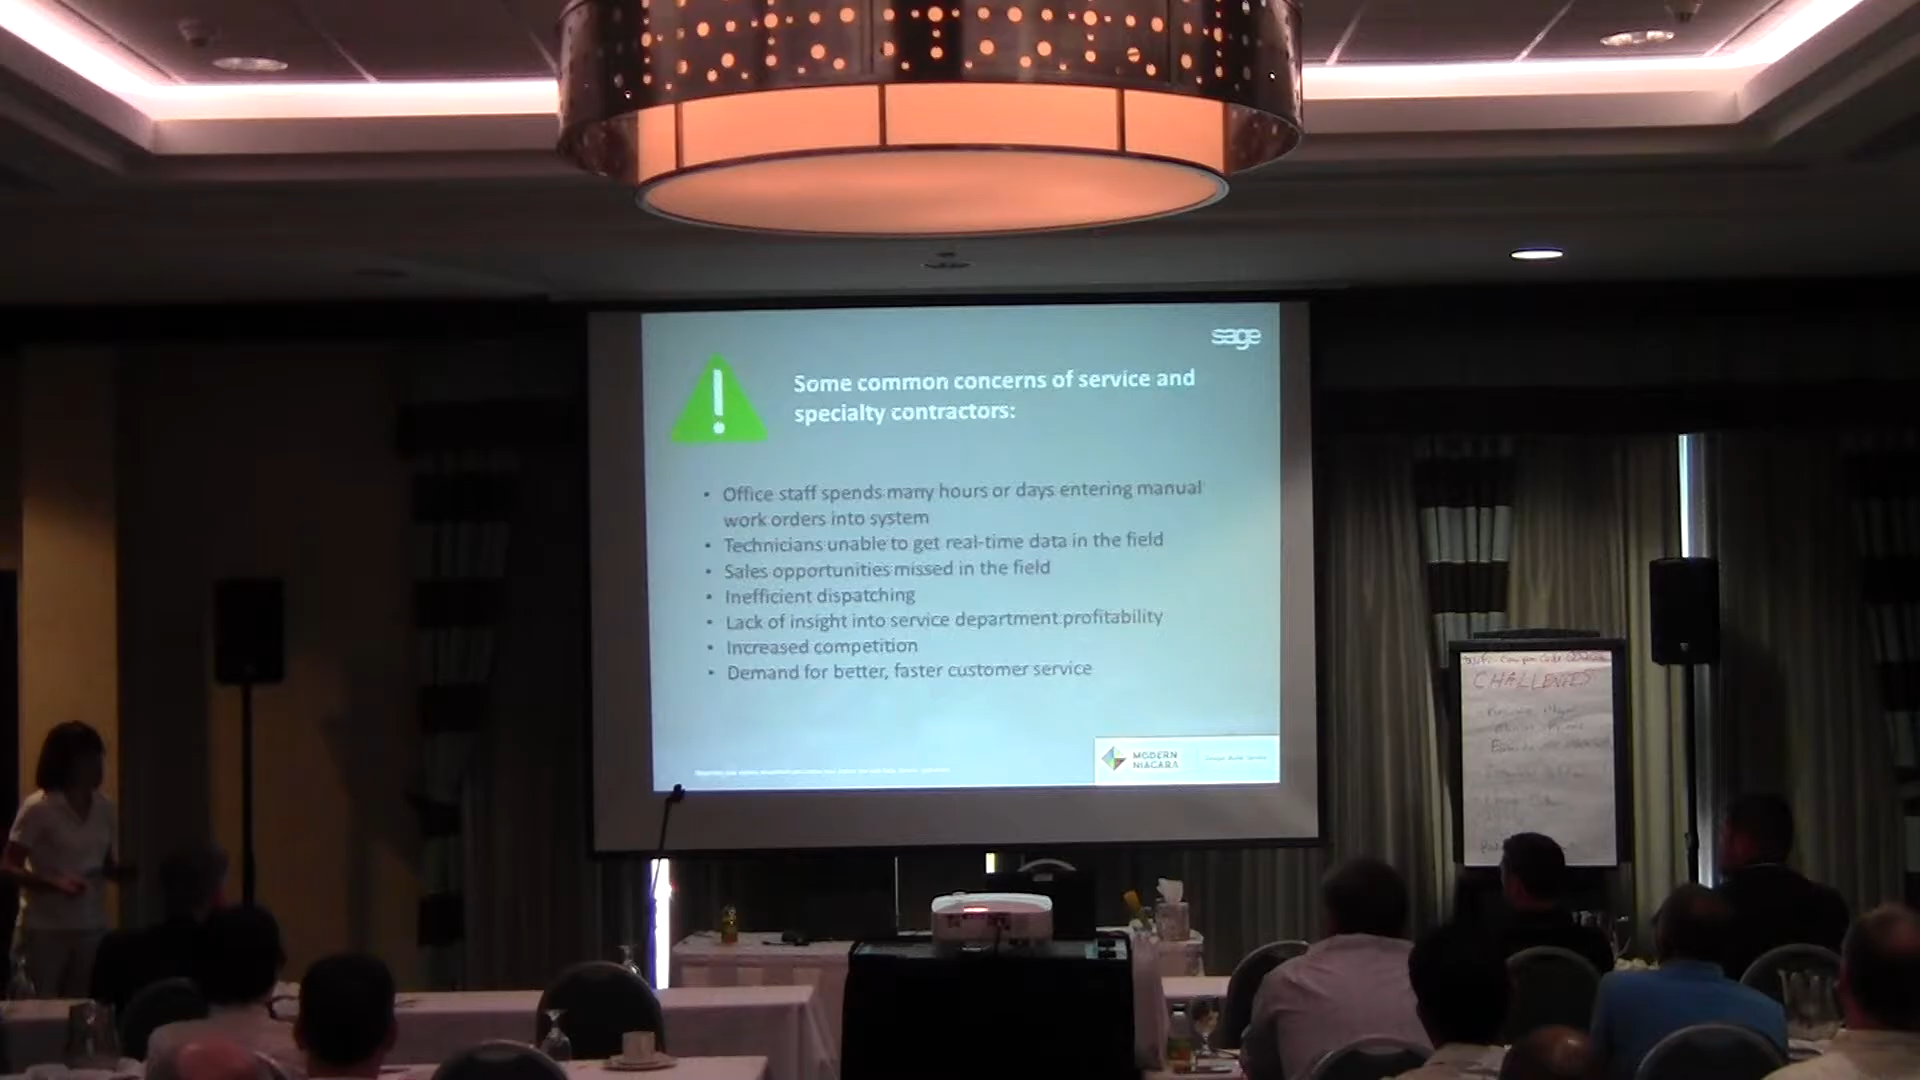 sage
Some common concerns of service and
specialty contractors:
• Office staff spends many hours or days entering manual
work orders into system
• Technicians unable to get real-time data in the field
• Sales opportunities missed in the field
• Inefficient dispatching
• Lack of insight into service department profitability
• Increased competition
• Demand for better, faster customer service
MODERN
NIAGARA
CHALLENGES